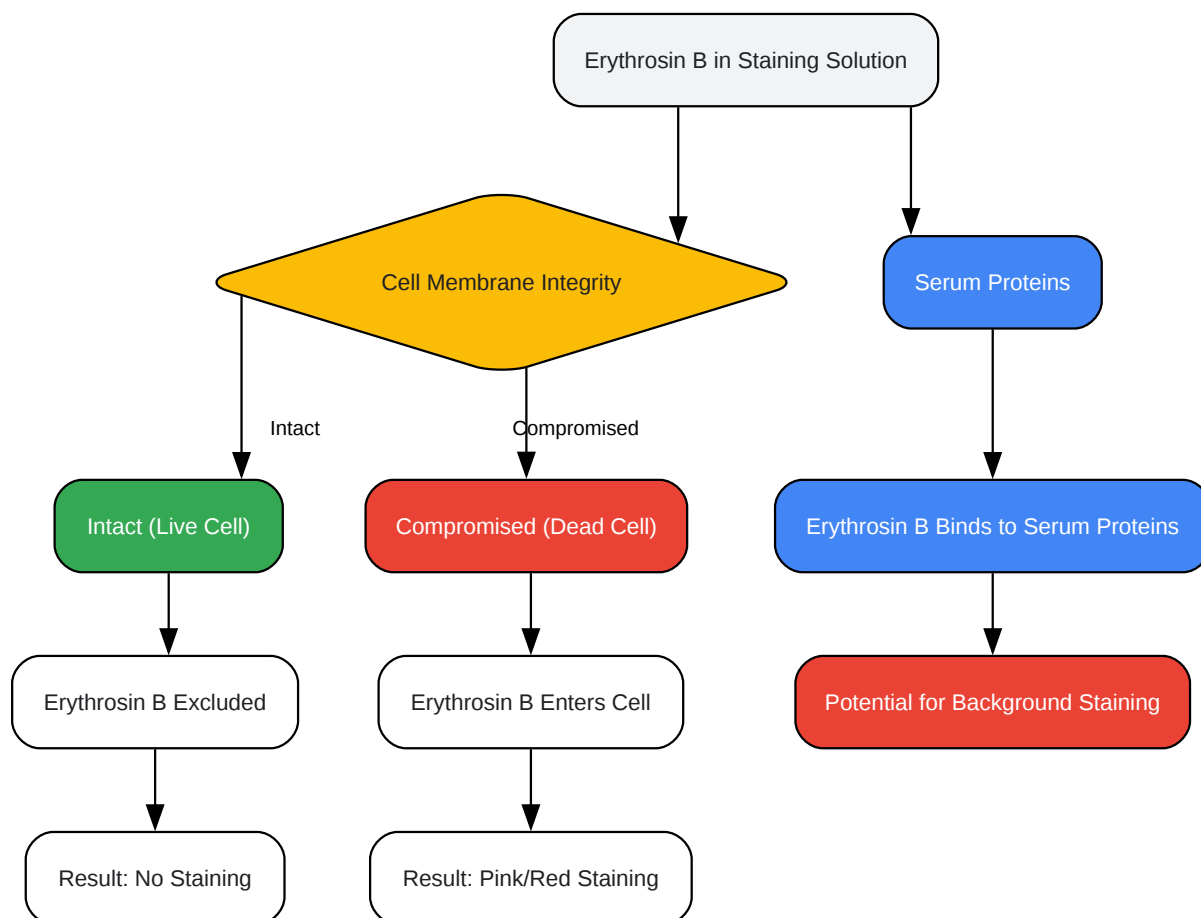 Erythrosin B in Staining Solution
Cell Membrane Integrity
Serum Proteins
Intact
Compromised
Intact (Live Cell)
Compromised (Dead Cell)
Erythrosin B Binds to Serum Proteins
Erythrosin B Excluded
Erythrosin B Enters Cell
Potential for Background Staining
Result: No Staining
Result: Pink/Red Staining